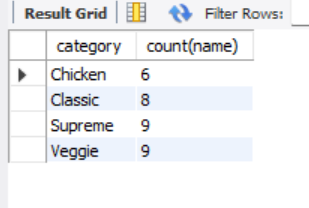 Result Grid Filter Rows:
category count(name)
Chicken 6
Classic 8
Supreme 9
Veggie 9